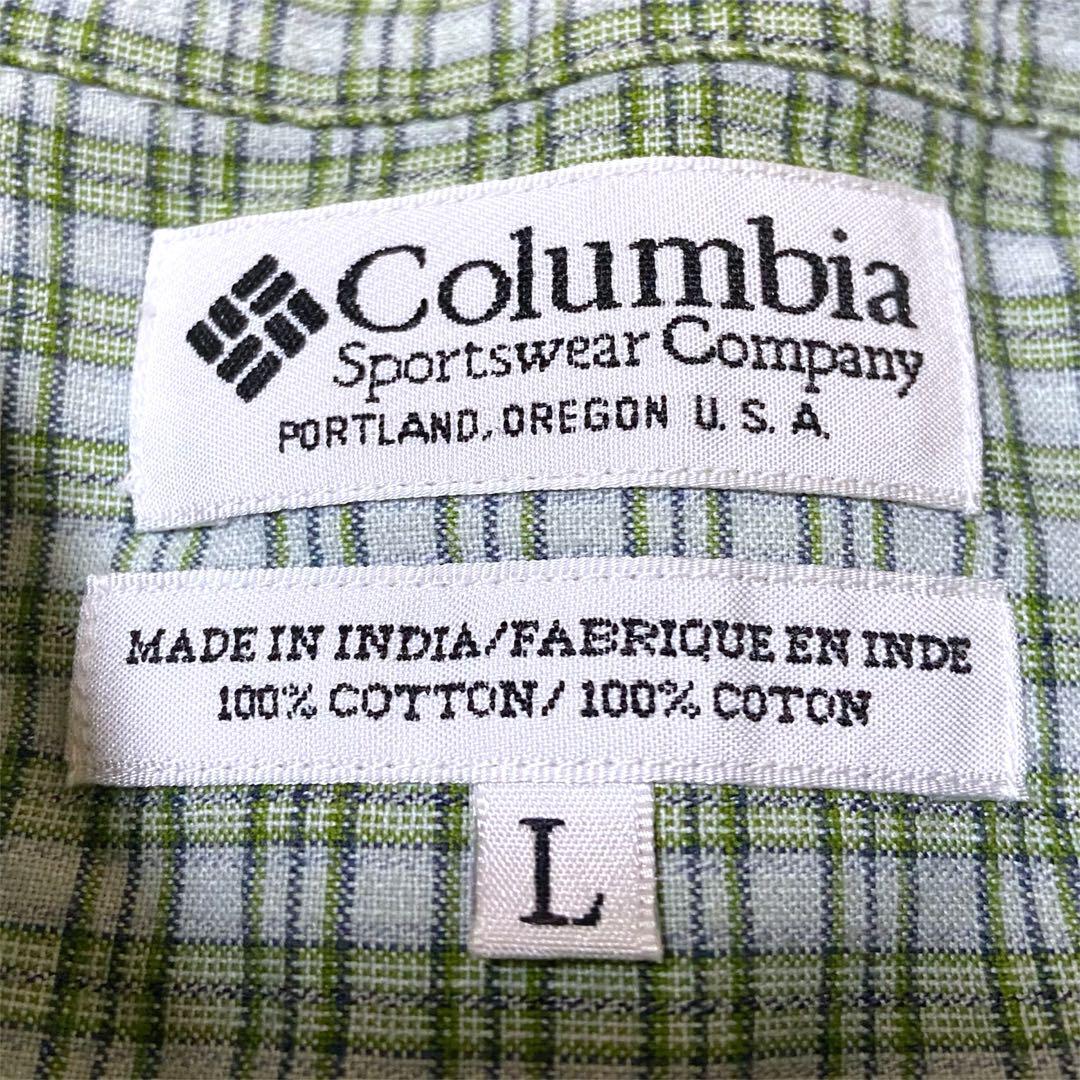 Columbia
Sportswear Company
PORTLAND, OREGON U. S. A.
MADE IN INDIA/FABRIQUE EN INDE
100% COTTON/ 100% COTON
L